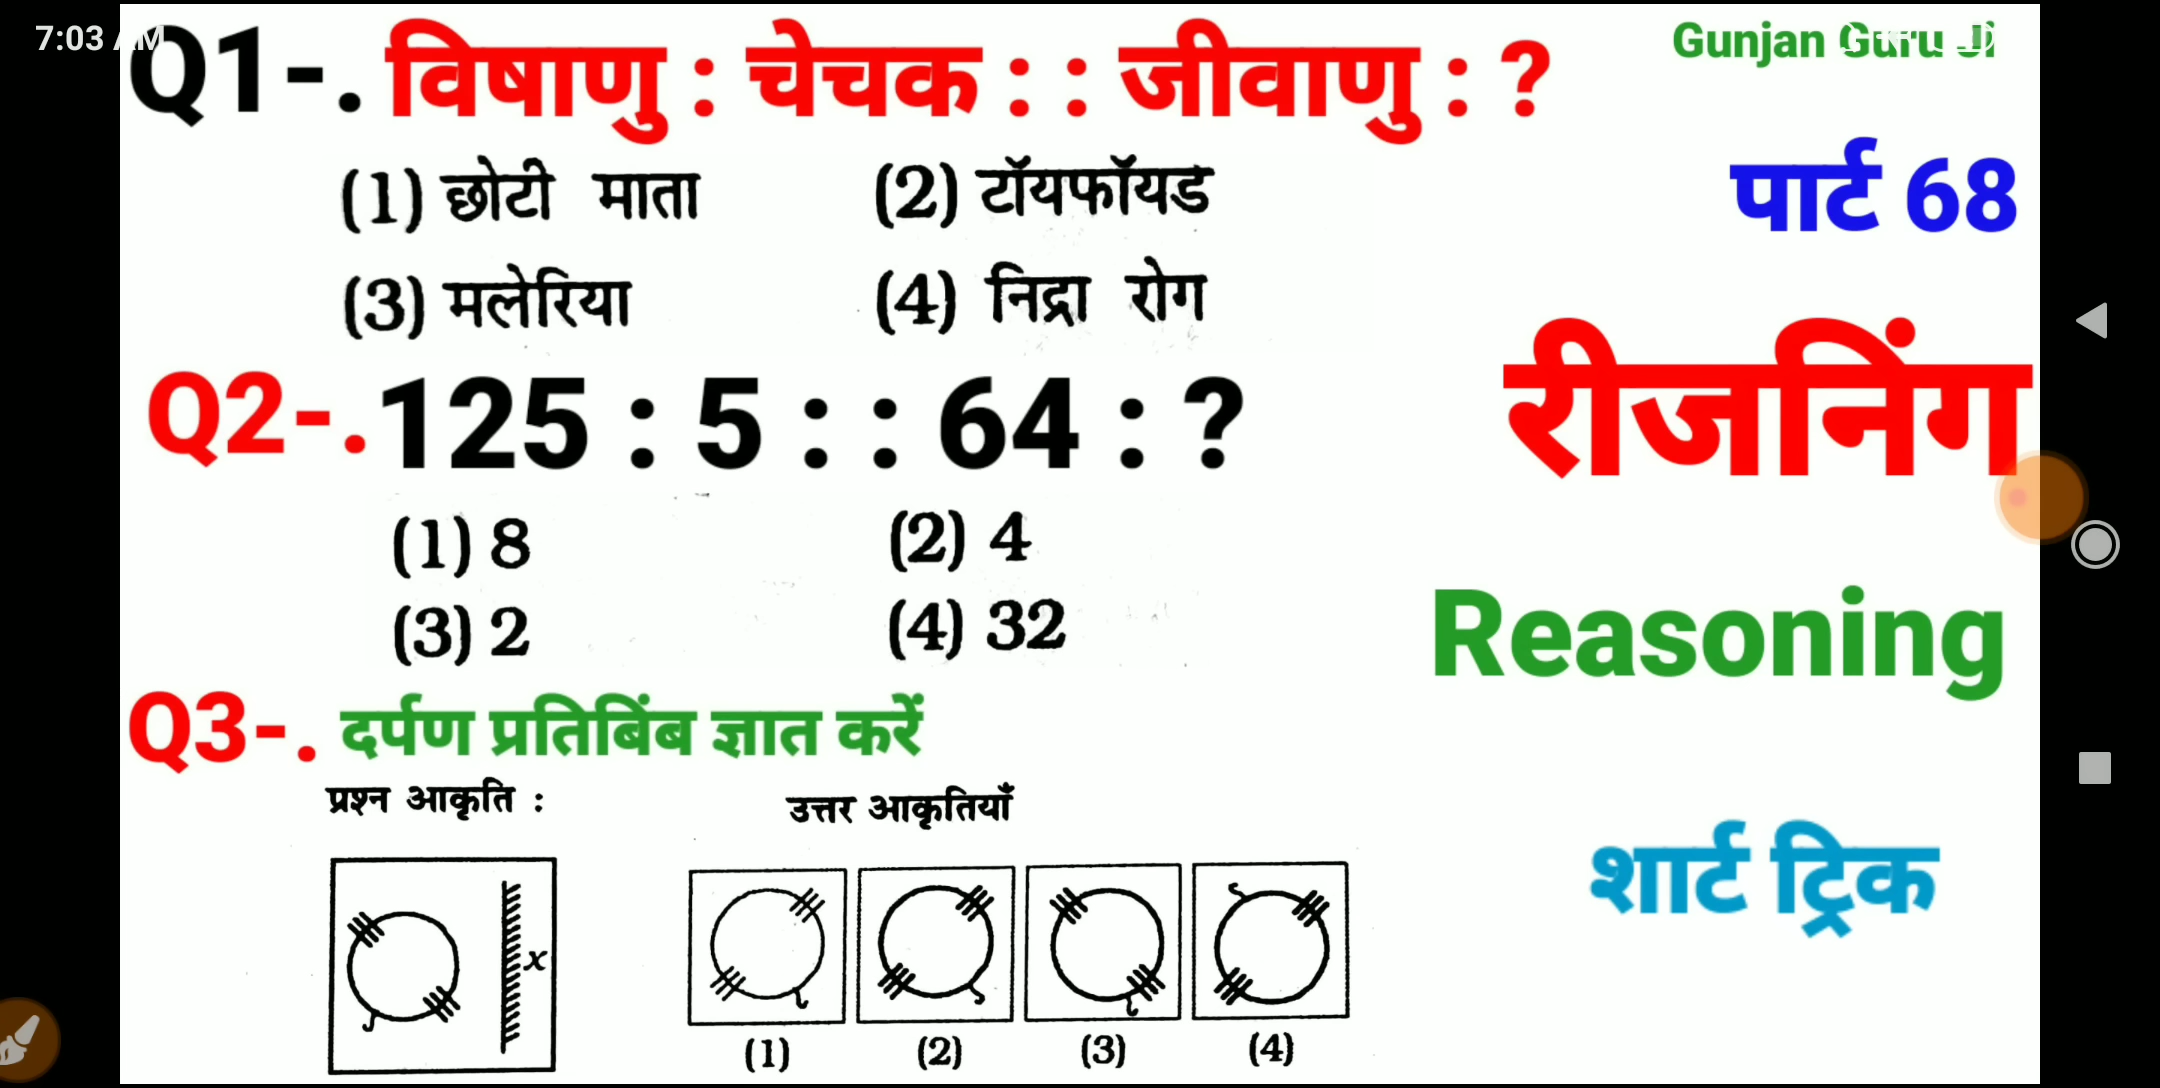 7:03 AM
Q1-. विषाणु : चेचक : : जीवाणु : ?
Gunjan Guru Ji
(1) छोटी माता (2) टॉयफॉयड
पार्ट 68
(3) मलेरिया (4) निद्रा रोग
Q2-. 125 : 5 : : 64 : ?
रीजनिंग
(1) 8 (2) 4
(3) 2 (4) 32
Reasoning
Q3-. दर्पण प्रतिबिंब ज्ञात करें
प्रश्न आकृति : उत्तर आकृतियाँ
शार्ट ट्रिक
x
(1) (2) (3) (4)